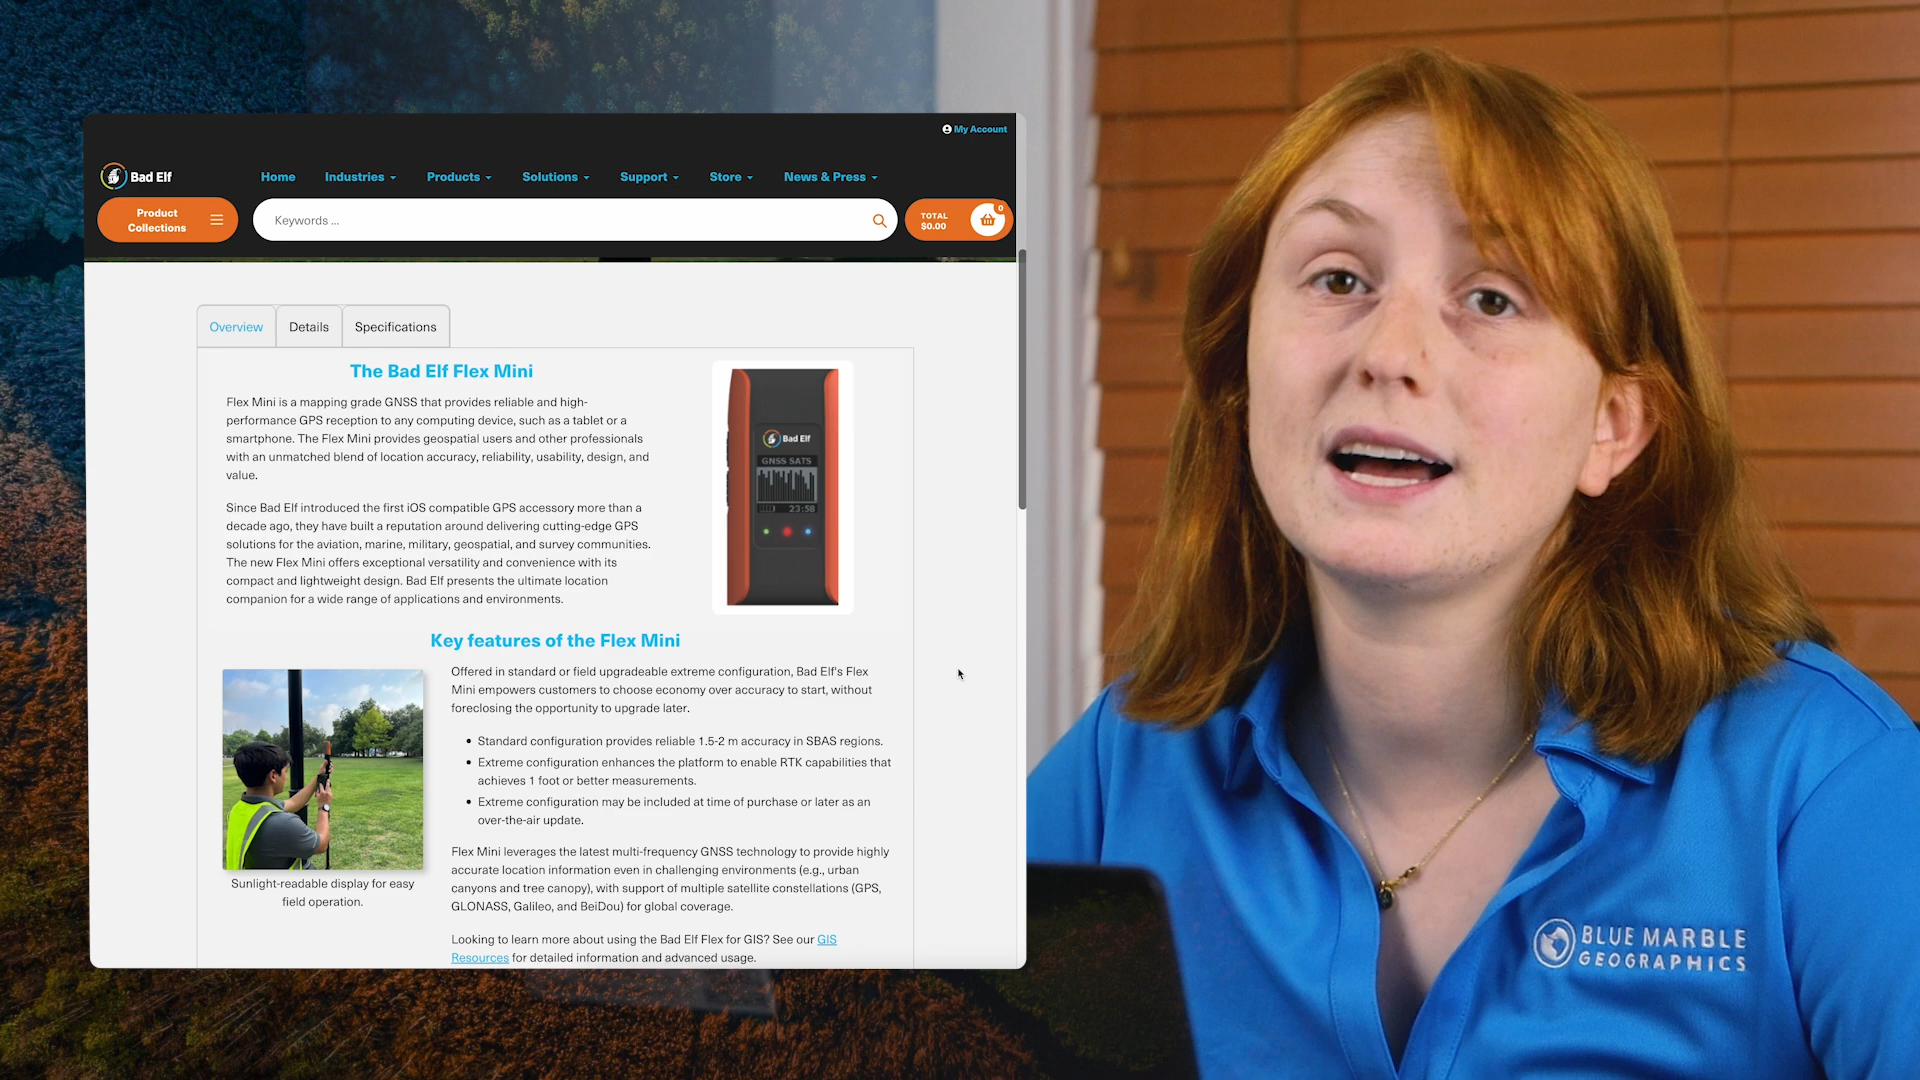 My Account
Bad Elf
Home
Industries
Products
Solutions
Support
Store
News & Press
Product
Collections
Keywords ...
TOTAL
$0.00
0
Overview
Details
Specifications
The Bad Elf Flex Mini
Flex Mini is a mapping grade GNSS that provides reliable and high-
performance GPS reception to any computing device, such as a tablet or a
smartphone. The Flex Mini provides geospatial users and other professionals
with an unmatched blend of location accuracy, reliability, usability, design, and
value.
Since Bad Elf introduced the first iOS compatible GPS accessory more than a
decade ago, they have built a reputation around delivering cutting-edge GPS
solutions for the aviation, marine, military, geospatial, and survey communities.
The new Flex Mini offers exceptional versatility and convenience with its
compact and lightweight design. Bad Elf presents the ultimate location
companion for a wide range of applications and environments.
Bad Elf
GNSS SATS
23:58
Key features of the Flex Mini
Sunlight-readable display for easy
field operation.
Offered in standard or field upgradeable extreme configuration, Bad Elf's Flex
Mini empowers customers to choose economy over accuracy to start, without
foreclosing the opportunity to upgrade later.
Standard configuration provides reliable 1.5-2 m accuracy in SBAS regions.
Extreme configuration enhances the platform to enable RTK capabilities that
achieves 1 foot or better measurements.
Extreme configuration may be included at time of purchase or later as an
over-the-air update.
Flex Mini leverages the latest multi-frequency GNSS technology to provide highly
accurate location information even in challenging environments (e.g., urban
canyons and tree canopy), with support of multiple satellite constellations (GPS,
GLONASS, Galileo, and BeiDou) for global coverage.
Looking to learn more about using the Bad Elf Flex for GIS? See our GIS
Resources for detailed information and advanced usage.
BLUE MARBLE
GEOGRAPHICS